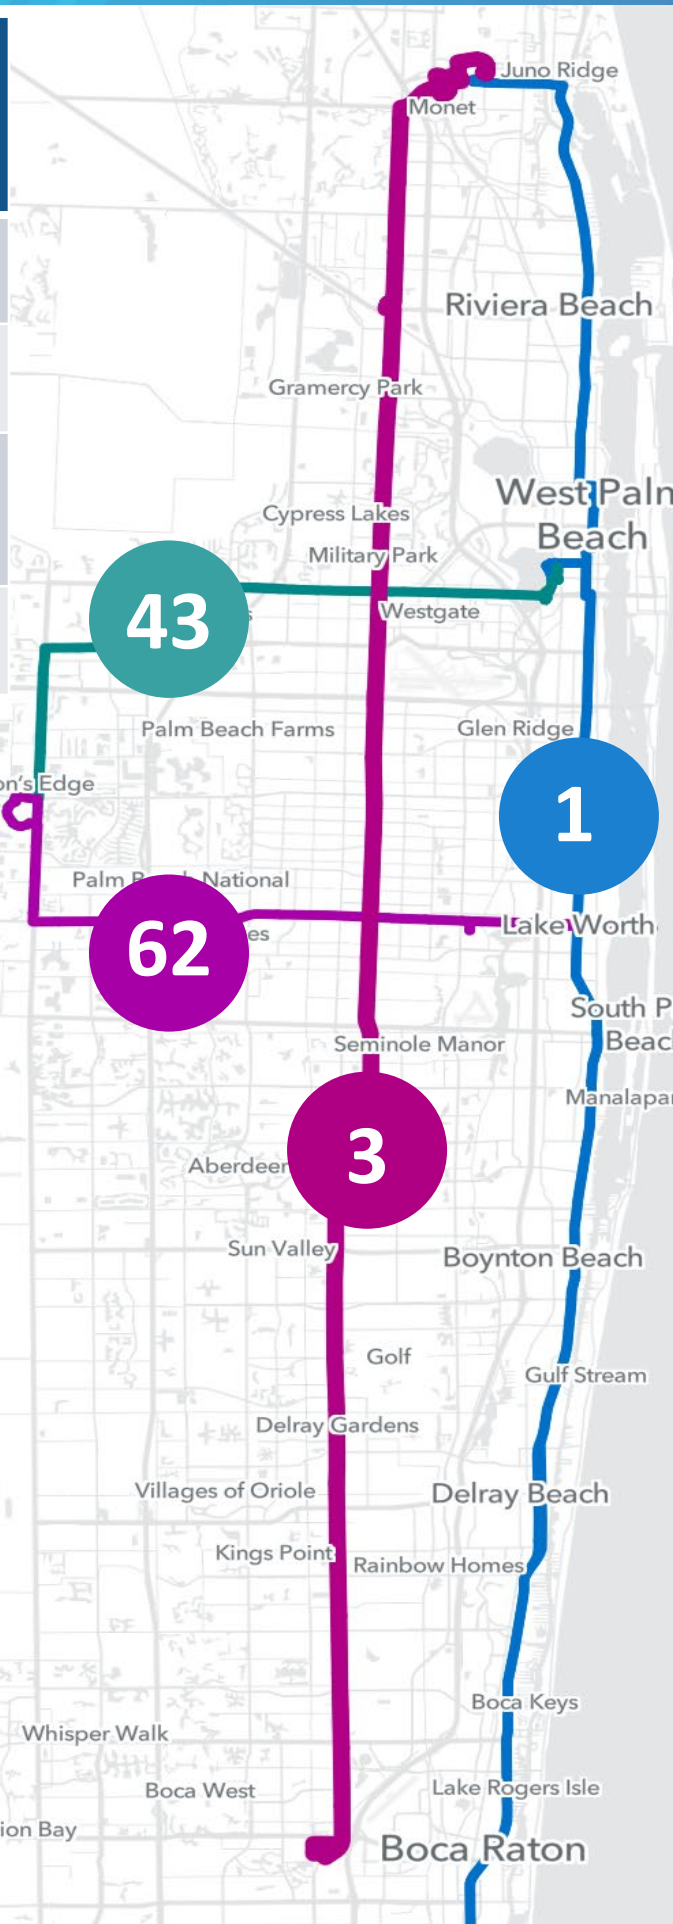 Juno Ridge
Monet
Riviera Beach
Gramercy Park
West Palm
Beach
Cypress Lakes
Military Park
Westgate
43
s
Palm Beach Farms
Glen Ridge
on's Edge
1
Palm B h National
Lake Worth
es
62
South P
Beac
Seminole Manor
Manalapa
3
Aberdeen
Sun Valley
Boynton Beach
Golf
Gulf Stream
Delray Gardens
Villages of Oriole
Delray Beach
Kings Point
Rainbow Homes
Boca Keys
Whisper Walk
Boca West
Lake Rogers Isle
ion Bay
Boca Raton